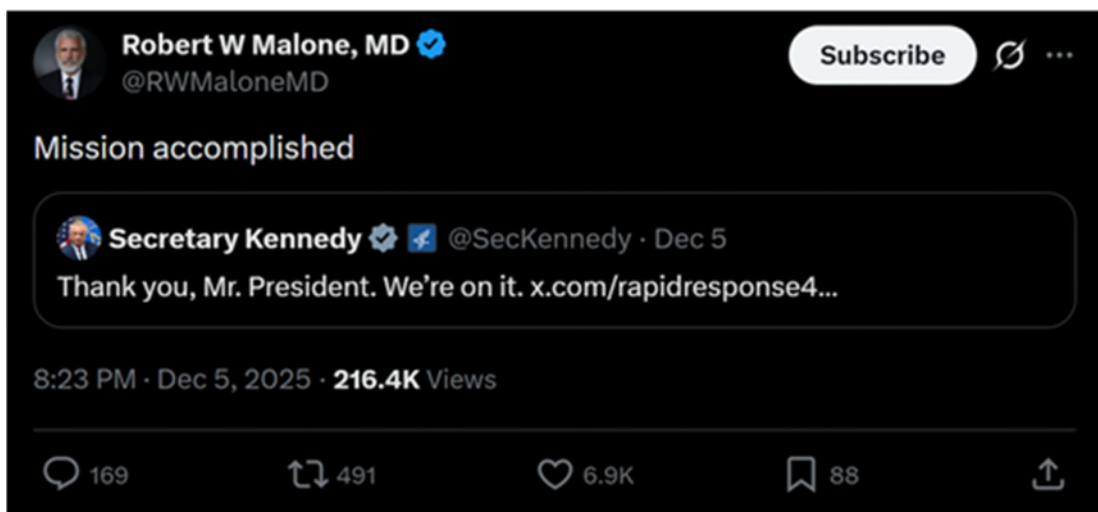 Robert W Malone, MD
Subscribe
@RWMaloneMD
Mission accomplished
Secretary Kennedy @SecKennedy · Dec 5
Thank you, Mr. President. We’re on it. x.com/rapidresponse4...
8:23 PM · Dec 5, 2025 · 216.4K Views
169 491 6.9K 88